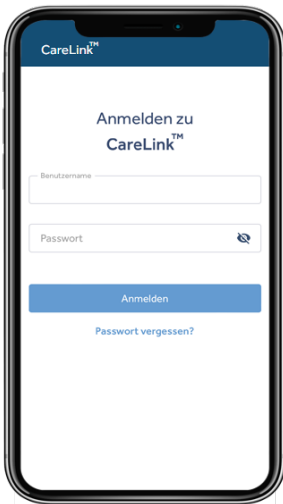 CareLink™
Anmelden zu
CareLink™
Benutzername
Passwort
Anmelden
Passwort vergessen?